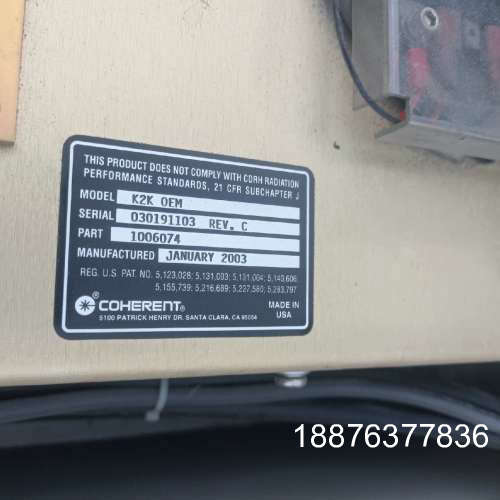 THIS PRODUCT DOES NOT COMPLY WITH CDRH RADIATION
PERFORMANCE STANDARDS, 21 CFR SUBCHAPTER J
MODEL K2K OEM
SERIAL 030191103 REV. C
PART 1006074
MANUFACTURED JANUARY 2003
REG. U.S. PAT. NO. 5,123,028; 5,131,003; 5,131,004; 5,140,606
5,155,739; 5,216,689; 5,227,580; 5,293,797
COHERENT®
MADE IN
USA
5100 PATRICK HENRY DR. SANTA CLARA, CA 95054
18876377836